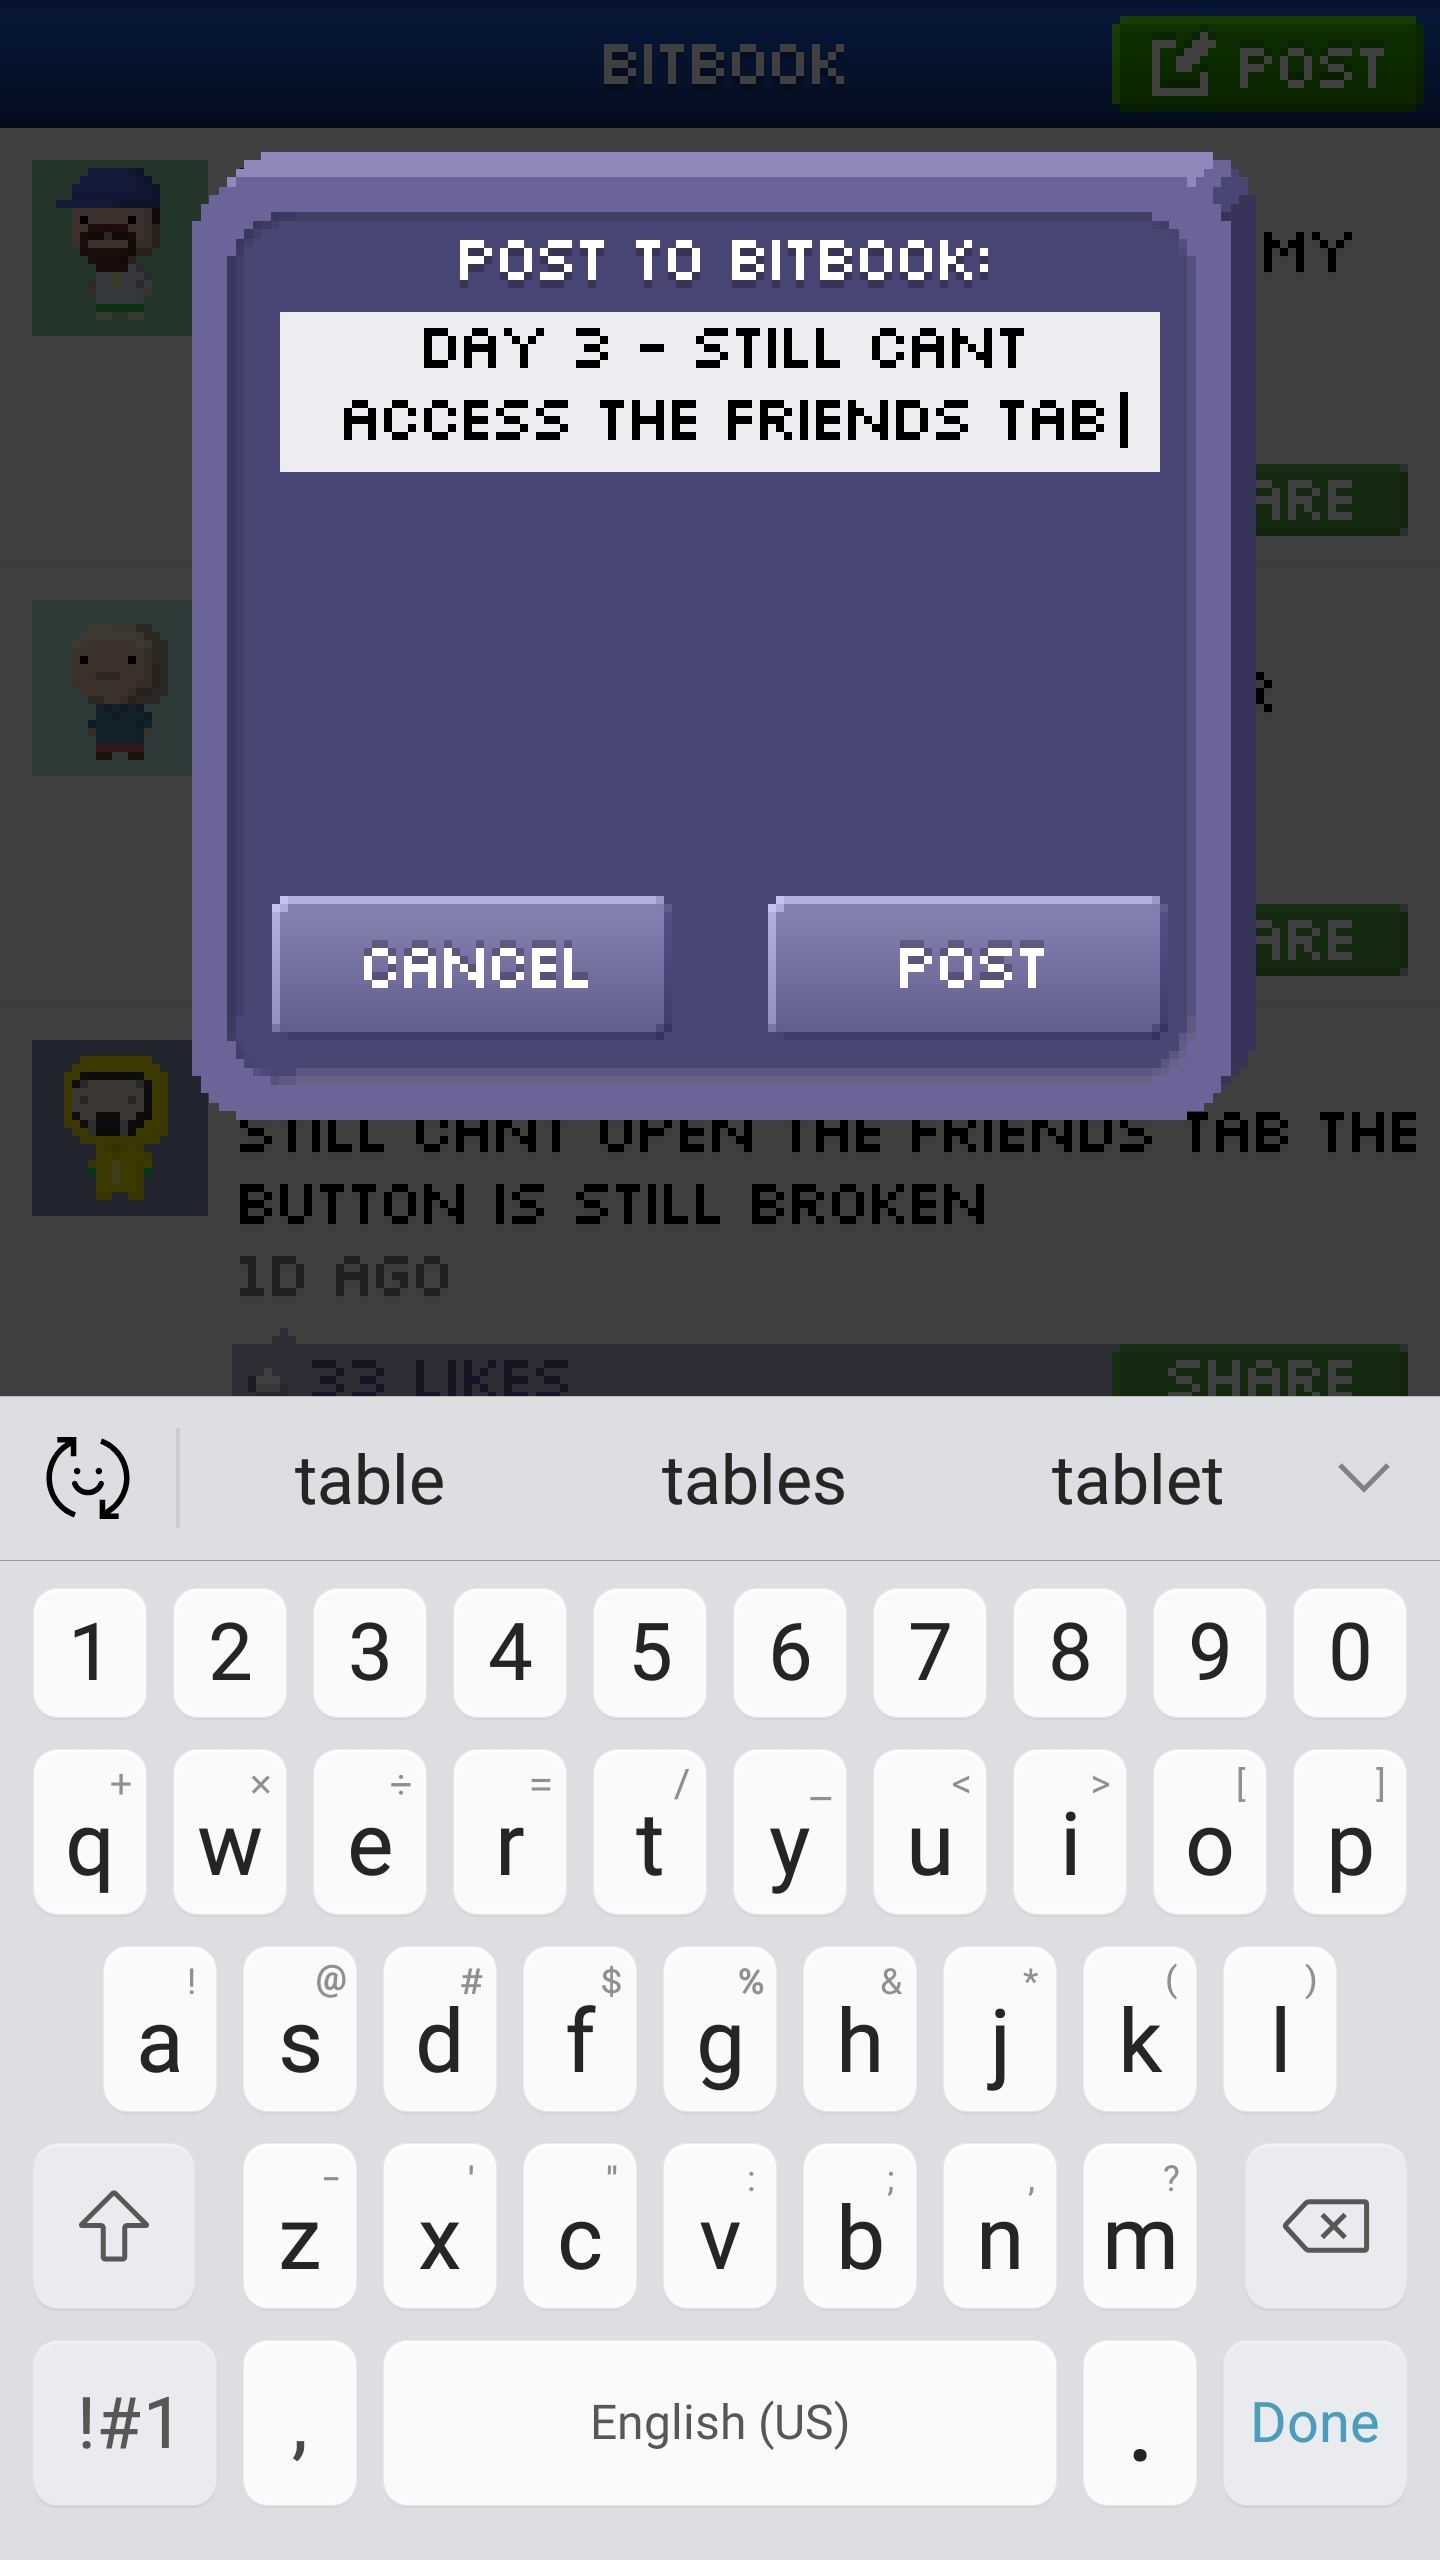 BITBOOK
POST
POST TO BITBOOK:
DAY 3 - STILL CANT
ACCESS THE FRIENDS TAB
MY
CANCEL
POST
STILL CANT OPEN THE FRIENDS TAB THE
BUTTON IS STILL BROKEN
1D AGO
33 LIKES
SHARE
table tables tablet
1 2 3 4 5 6 7 8 9 0
+ × ÷ = / _ < > [ ]
q w e r t y u i o p
! @ # $ % & * ( )
a s d f g h j k l
- ' " : ; , ?
z x c v b n m
!#1 , English (US) . Done